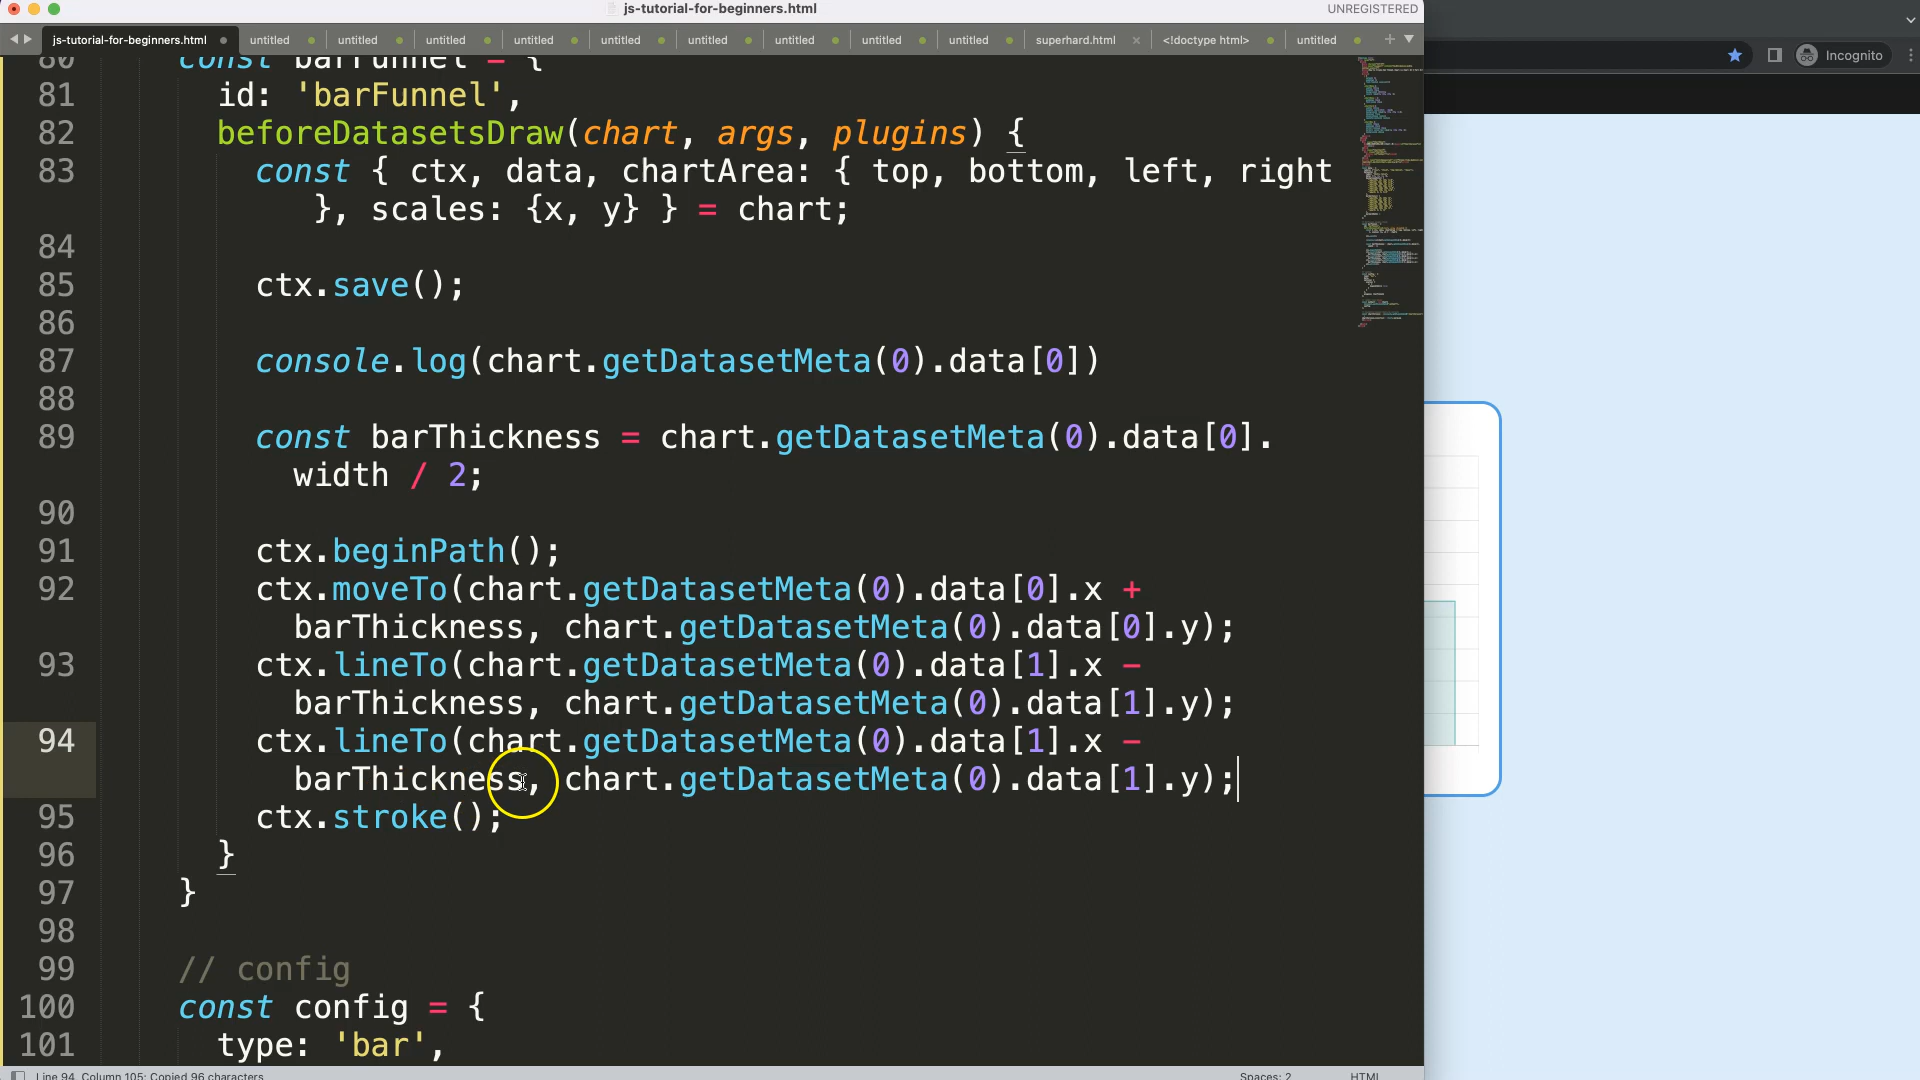 js-tutorial-for-beginners.html
UNREGISTERED
js-tutorial-for-beginners.html untitled untitled untitled untitled untitled untitled untitled untitled untitled superhard.html <!doctype html> untitled
Incognito
80 const barFunnel = {
81 id: 'barFunnel',
82 beforeDatasetsDraw(chart, args, plugins) {
83 const { ctx, data, chartArea: { top, bottom, left, right
}, scales: {x, y} } = chart;
84
85 ctx.save();
86
87 console.log(chart.getDatasetMeta(0).data[0])
88
89 const barThickness = chart.getDatasetMeta(0).data[0].
width / 2;
90
91 ctx.beginPath();
92 ctx.moveTo(chart.getDatasetMeta(0).data[0].x +
barThickness, chart.getDatasetMeta(0).data[0].y);
93 ctx.lineTo(chart.getDatasetMeta(0).data[1].x −
barThickness, chart.getDatasetMeta(0).data[1].y);
94 ctx.lineTo(chart.getDatasetMeta(0).data[1].x −
barThickness, chart.getDatasetMeta(0).data[1].y);
95 ctx.stroke();
96 }
97 }
98
99 // config
100 const config = {
101 type: 'bar',
Line 94, Column 105; Copied 96 characters
Spaces: 2 HTML